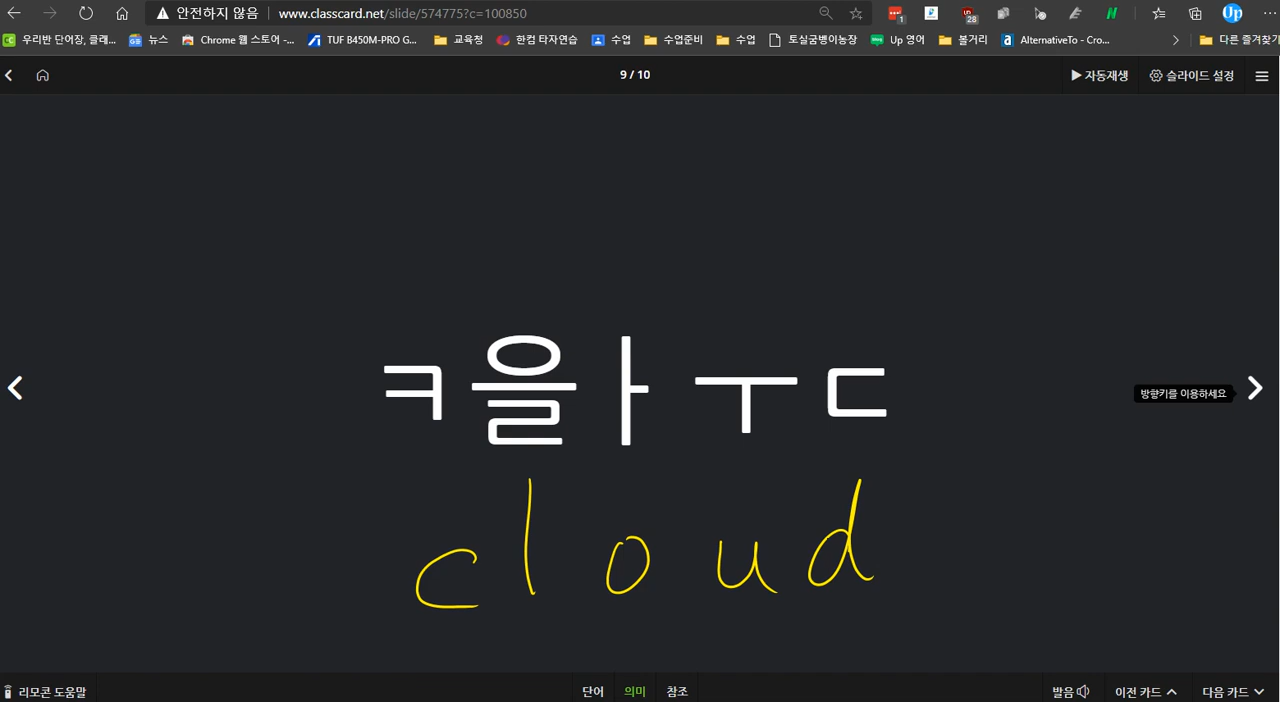 안전하지 않음 www.classcard.net/slide/574775?c=100850 1 28 Up
우리반 단어장, 클래... 뉴스 Chrome 웹 스토어 -... TUF B450M-PRO G... 교육청 한컴 타자연습 수업 수업준비 수업 토실굼벵이농장 Up 영어 볼거리 AlternativeTo - Cro... 다른 즐겨찾기
9 / 10 자동재생 슬라이드 설정
ㅋ을ㅏㅜㄷ
방향키를 이용하세요
cloud
리모콘 도움말 단어 의미 참조 발음 이전 카드 다음 카드